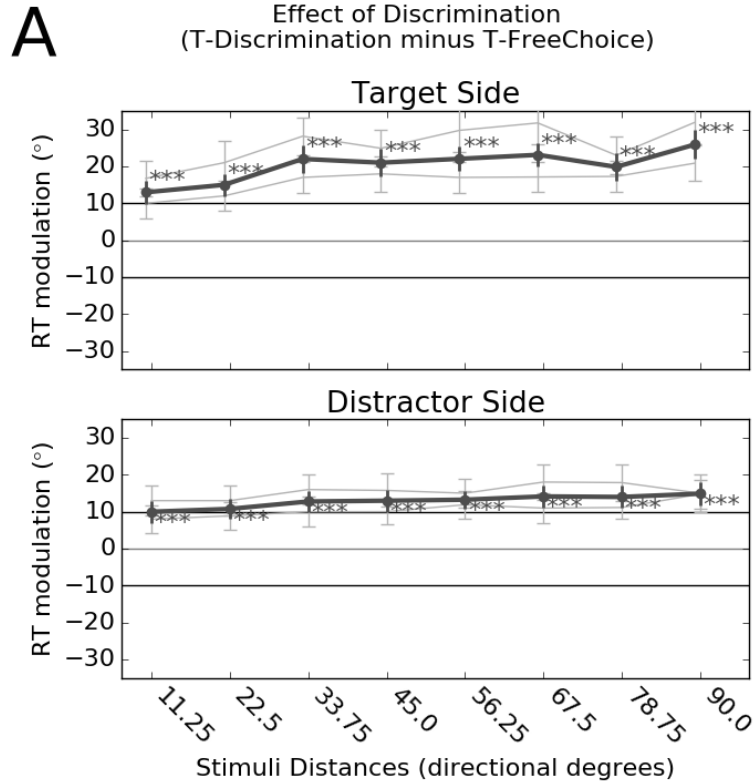 A
Effect of Discrimination
(T-Discrimination minus T-FreeChoice)
Target Side
RT modulation (°)
30
20
10
0
−10
−20
−30
*** *** *** *** *** *** *** ***
Distractor Side
RT modulation (°)
30
20
10
0
−10
−20
−30
*** *** *** *** *** *** *** ***
11.25 22.5 33.75 45.0 56.25 67.5 78.75 90.0
Stimuli Distances (directional degrees)